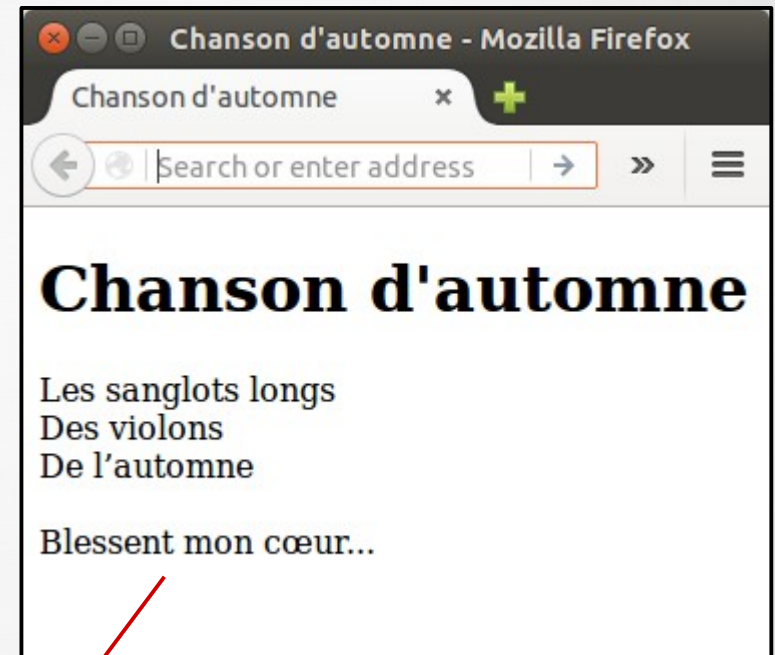 Chanson d'automne - Mozilla Firefox
Chanson d'automne
Search or enter address
Chanson d'automne
Les sanglots longs
Des violons
De l’automne
Blessent mon cœur...